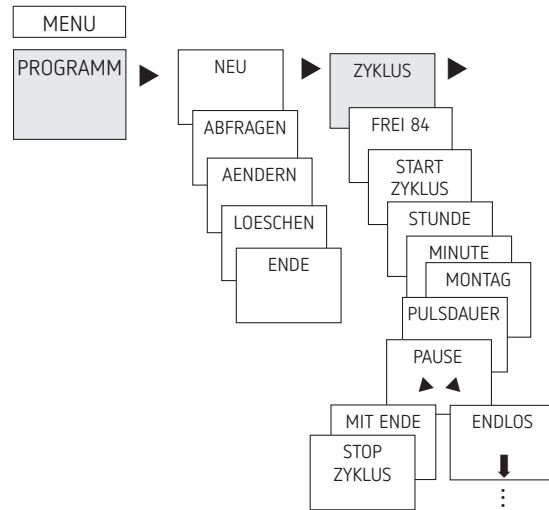 MENU
PROGRAMM
NEU
ABFRAGEN
AENDERN
LOESCHEN
ENDE
ZYKLUS
FREI 84
START
ZYKLUS
STUNDE
MINUTE
MONTAG
PULSDAUER
PAUSE
MIT ENDE
STOP
ZYKLUS
ENDLOS